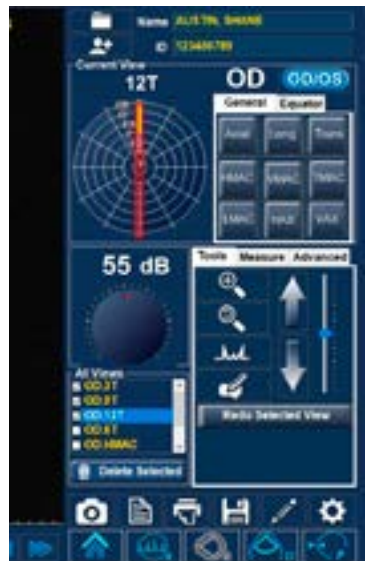 Name AUSTIN, SHANE
ID 123456789
Current View
12T
OD OD/OS
General Equator
Axial Long Trans
HMAC VMAC TMAC
LMAC HAX VAX
55 dB
Tools Measure Advanced
All Views
OD.3T
OD.9T
OD.12T
OD.6T
OD.HMAC
Redo Selected View
Delete Selected